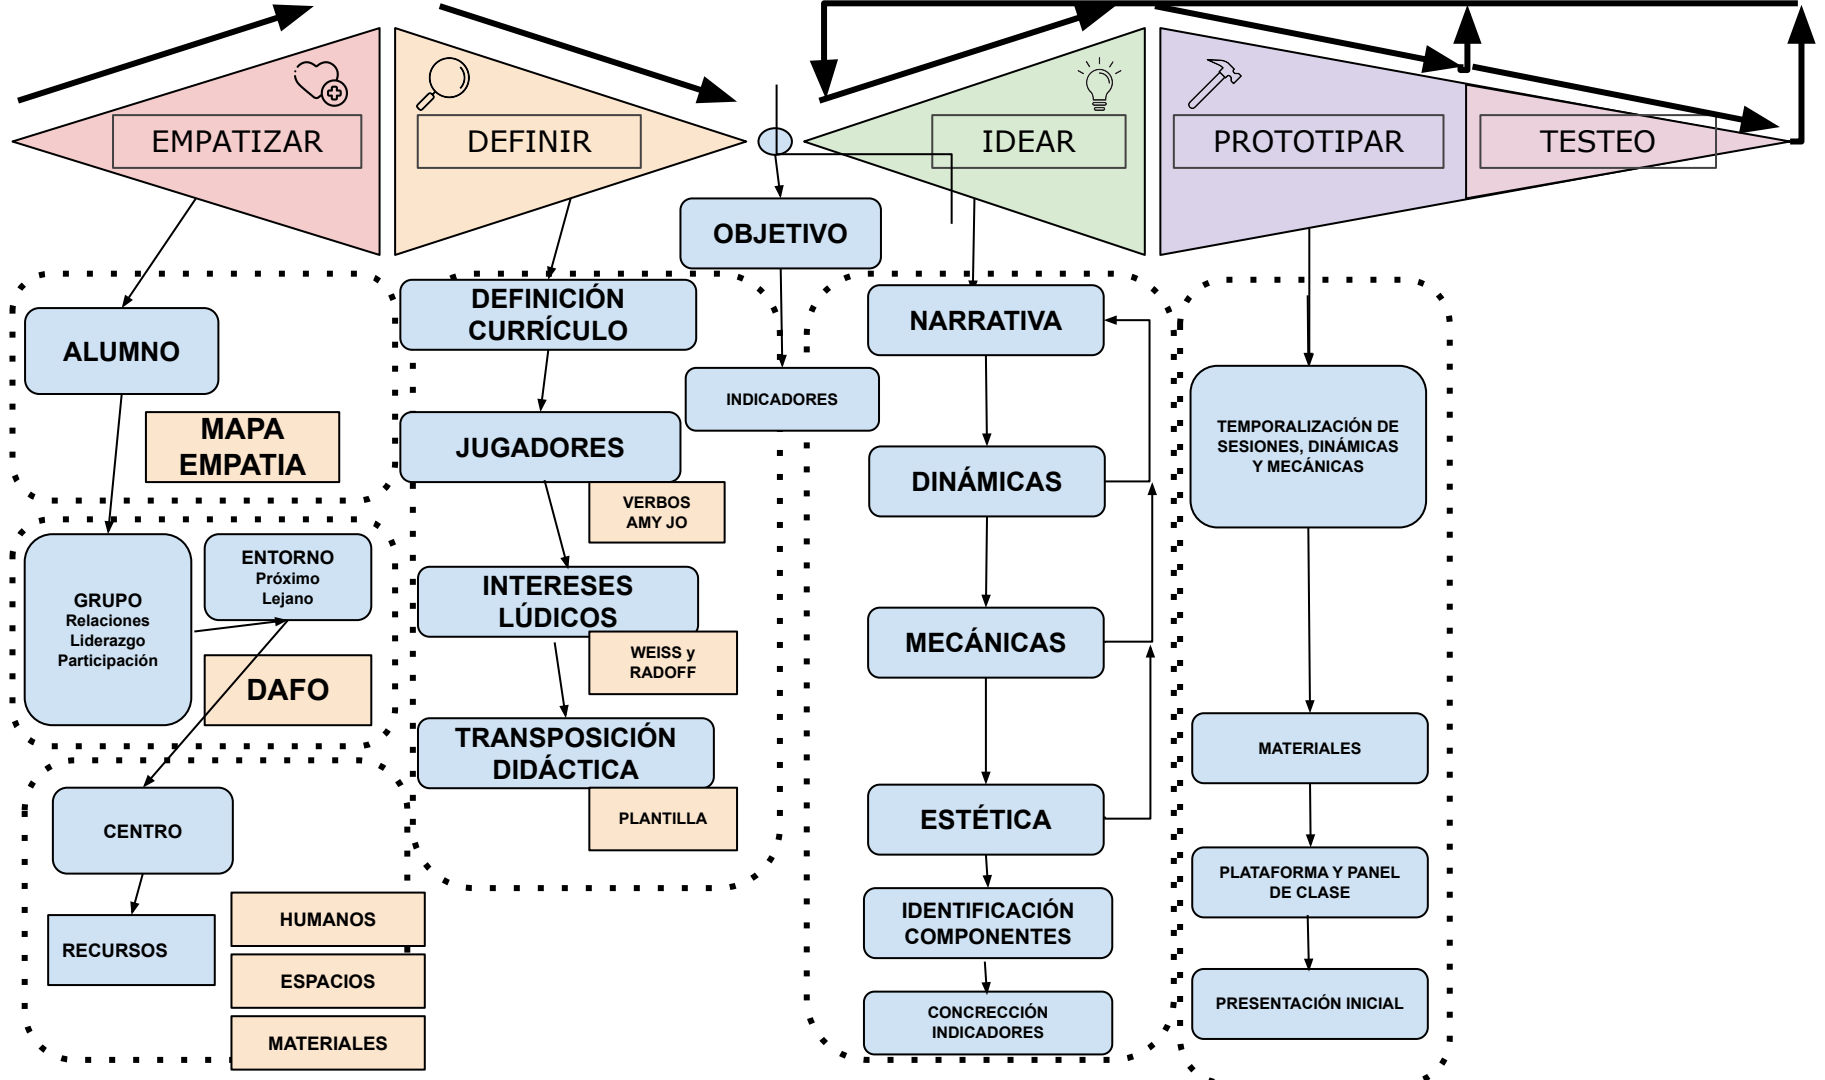 EMPATIZAR
DEFINIR
IDEAR
PROTOTIPAR
TESTEO
ALUMNO
MAPA
EMPATIA
GRUPO
Relaciones
Liderazgo
Participación
ENTORNO
Próximo
Lejano
DAFO
CENTRO
RECURSOS
HUMANOS
ESPACIOS
MATERIALES
DEFINICIÓN
CURRÍCULO
JUGADORES
VERBOS
AMY JO
INTERESES
LÚDICOS
WEISS y
RADOFF
TRANSPOSICIÓN
DIDÁCTICA
PLANTILLA
OBJETIVO
INDICADORES
NARRATIVA
DINÁMICAS
MECÁNICAS
ESTÉTICA
IDENTIFICACIÓN
COMPONENTES
CONCRECCIÓN
INDICADORES
TEMPORALIZACIÓN DE
SESIONES, DINÁMICAS
Y MECÁNICAS
MATERIALES
PLATAFORMA Y PANEL
DE CLASE
PRESENTACIÓN INICIAL